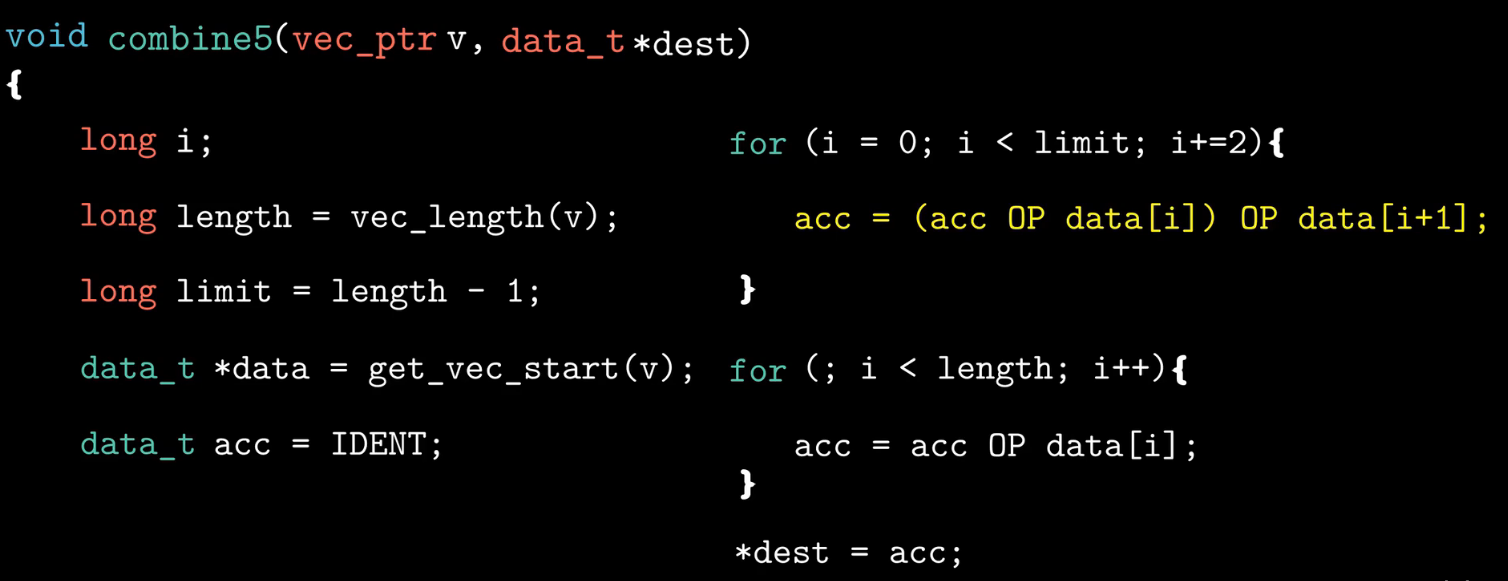 void combine5(vec_ptr v, data_t *dest)
{
long i;
long length = vec_length(v);
long limit = length - 1;
data_t *data = get_vec_start(v);
data_t acc = IDENT;
for (i = 0; i < limit; i+=2){
acc = (acc OP data[i]) OP data[i+1];
}
for (; i < length; i++){
acc = acc OP data[i];
}
*dest = acc;